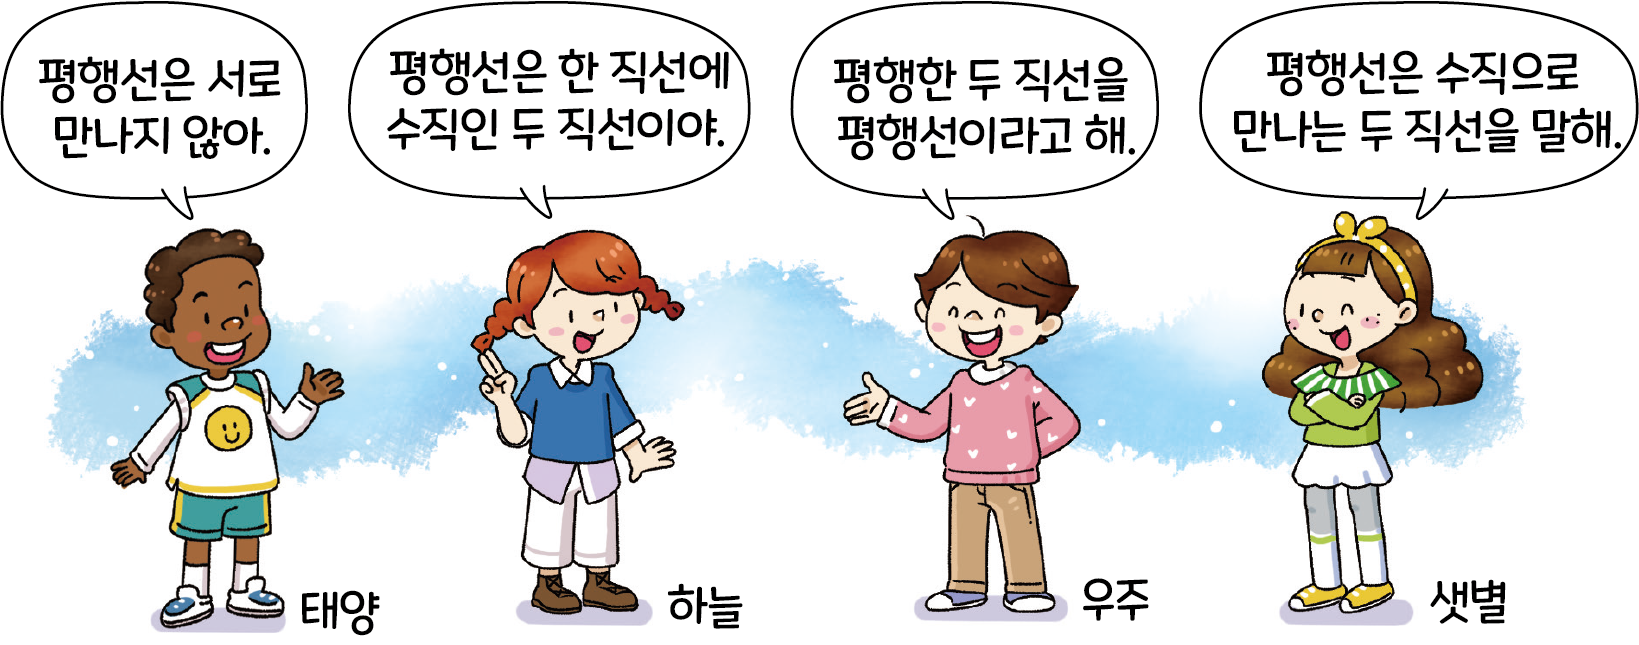 평행선은 서로
만나지 않아.
평행선은 한 직선에
수직인 두 직선이야.
평행한 두 직선을
평행선이라고 해.
평행선은 수직으로
만나는 두 직선을 말해.
태양
하늘
우주
샛별